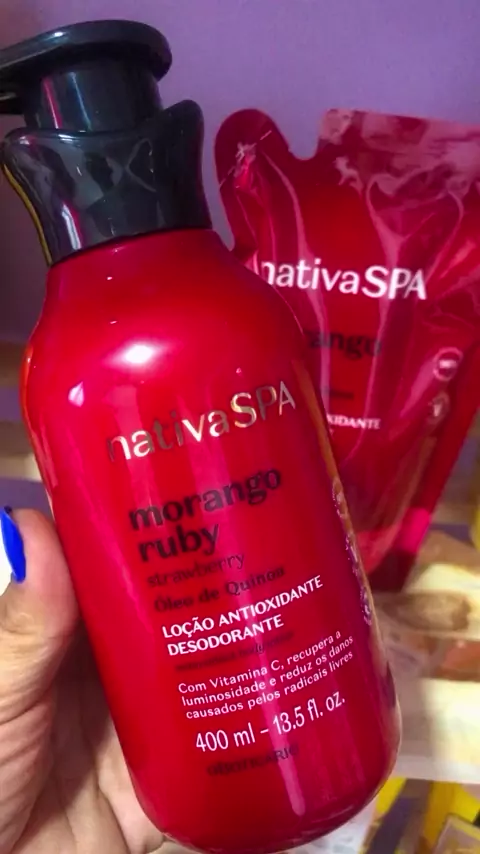 nativaSPA
morango
ruby
strawberry
Óleo de Quinoa
LOÇÃO ANTIOXIDANTE
DESODORANTE
Com Vitamina C, recupera a
luminosidade e reduz os danos
causados pelos radicais livres
400 ml - 13.5 fl. oz.
OBOTICÁRIO
nativaSPA